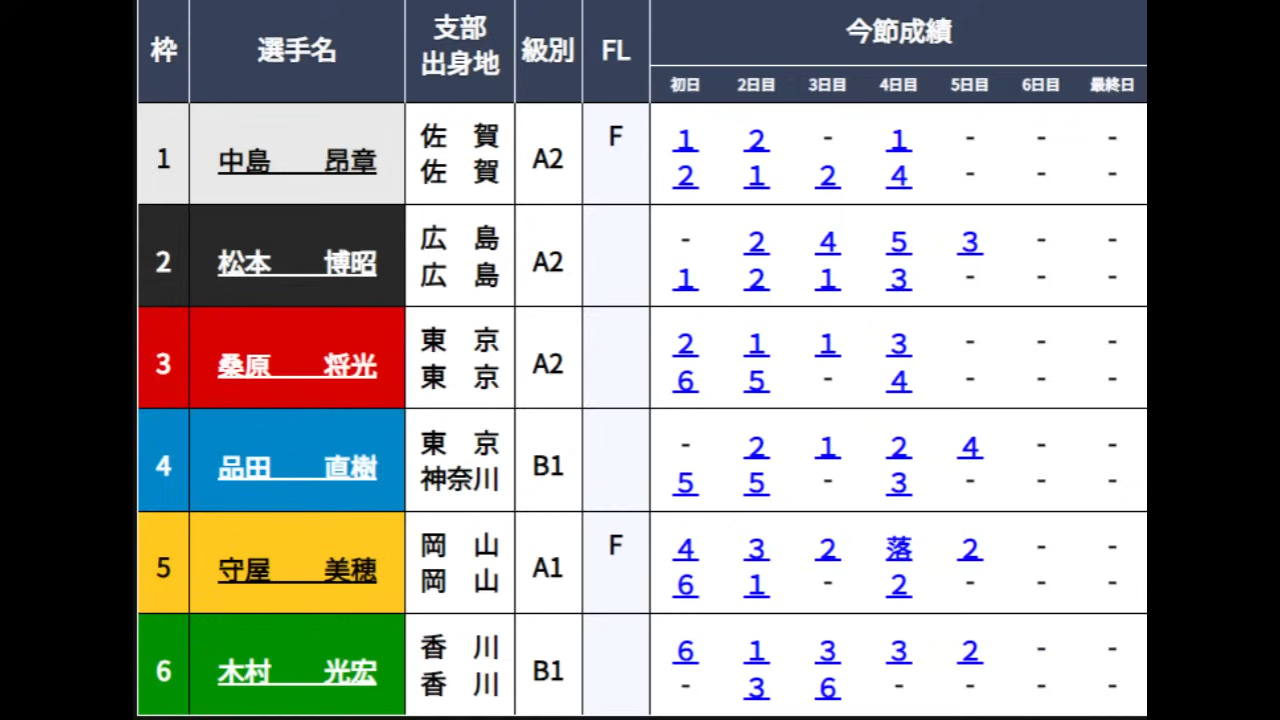 枠 選手名 支部 出身地 級別 FL 今節成績
初日 2日目 3日目 4日目 5日目 6日目 最終日
1 中島 昂章 佐賀 A2 F 1 2 - 1 - - -
佐賀 2 1 2 4 - - -
2 松本 博昭 広島 A2 - 2 4 5 3 - -
広島 1 2 1 3 - - -
3 桑原 将光 東京 A2 2 1 1 3 - - -
東京 6 5 - 4 - - -
4 品田 直樹 東京 B1 - 2 1 2 4 - -
神奈川 5 5 - 3 - - -
5 守屋 美穂 岡山 A1 F 4 3 2 落 2 - -
岡山 6 1 - 2 - - -
6 木村 光宏 香川 B1 6 1 3 3 2 - -
香川 - 3 6 - - - -